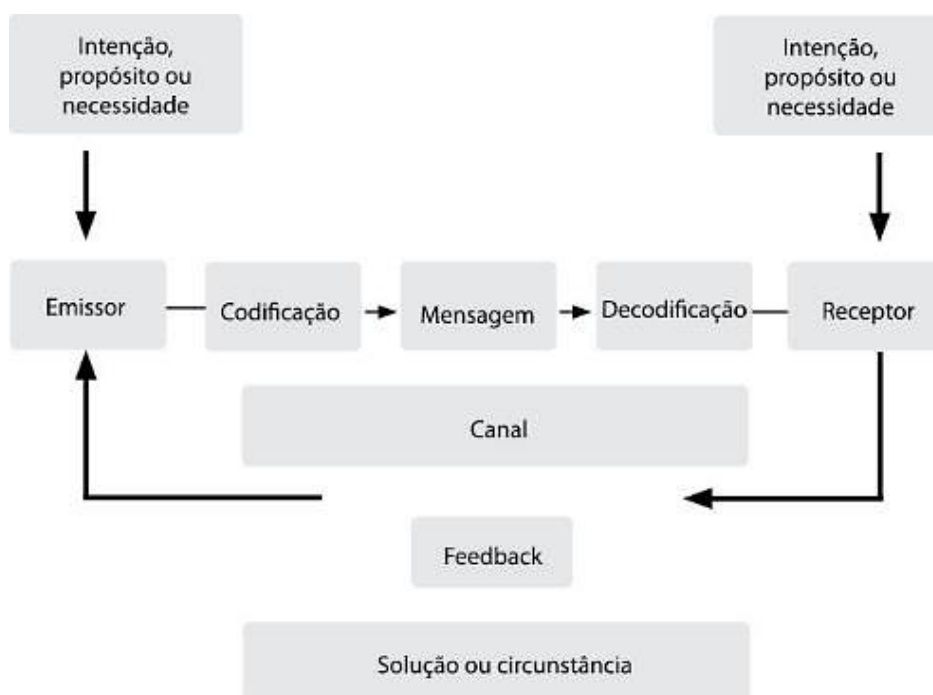 Intenção,
propósito ou
necessidade
Intenção,
propósito ou
necessidade
Emissor
Codificação
Mensagem
Decodificação
Receptor
Canal
Feedback
Solução ou circunstância